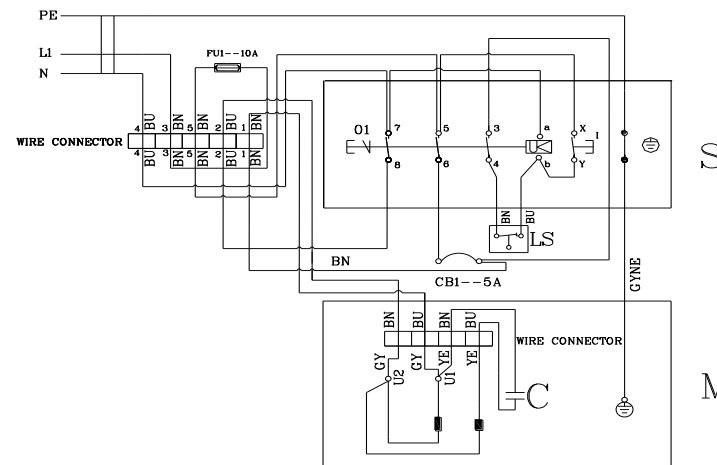 PE
L1
N
FU1--10A
4 BU 3 BN 5 BN 2 BU 1 BN
WIRE CONNECTOR
4 BU 3 BN 5 BN 2 BU 1 BN
O1 7 5 3 a X I
8 6 4 b Y
S
BN BU
LS
BN
CB1--5A
GYNE
BN BU BN BU
WIRE CONNECTOR
GY GY YE YE
U2 U1
C
M